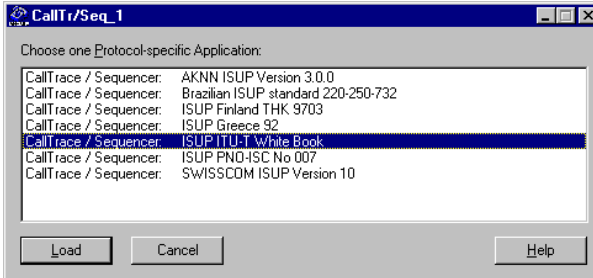 CallTr/Seq_1
Choose one Protocol-specific Application:
CallTrace / Sequencer: AKNN ISUP Version 3.0.0
CallTrace / Sequencer: Brazilian ISUP standard 220-250-732
CallTrace / Sequencer: ISUP Finland THK 9703
CallTrace / Sequencer: ISUP Greece 92
CallTrace / Sequencer: ISUP ITU-T White Book
CallTrace / Sequencer: ISUP PNO-ISC No 007
CallTrace / Sequencer: SWISSCOM ISUP Version 10
Load Cancel Help